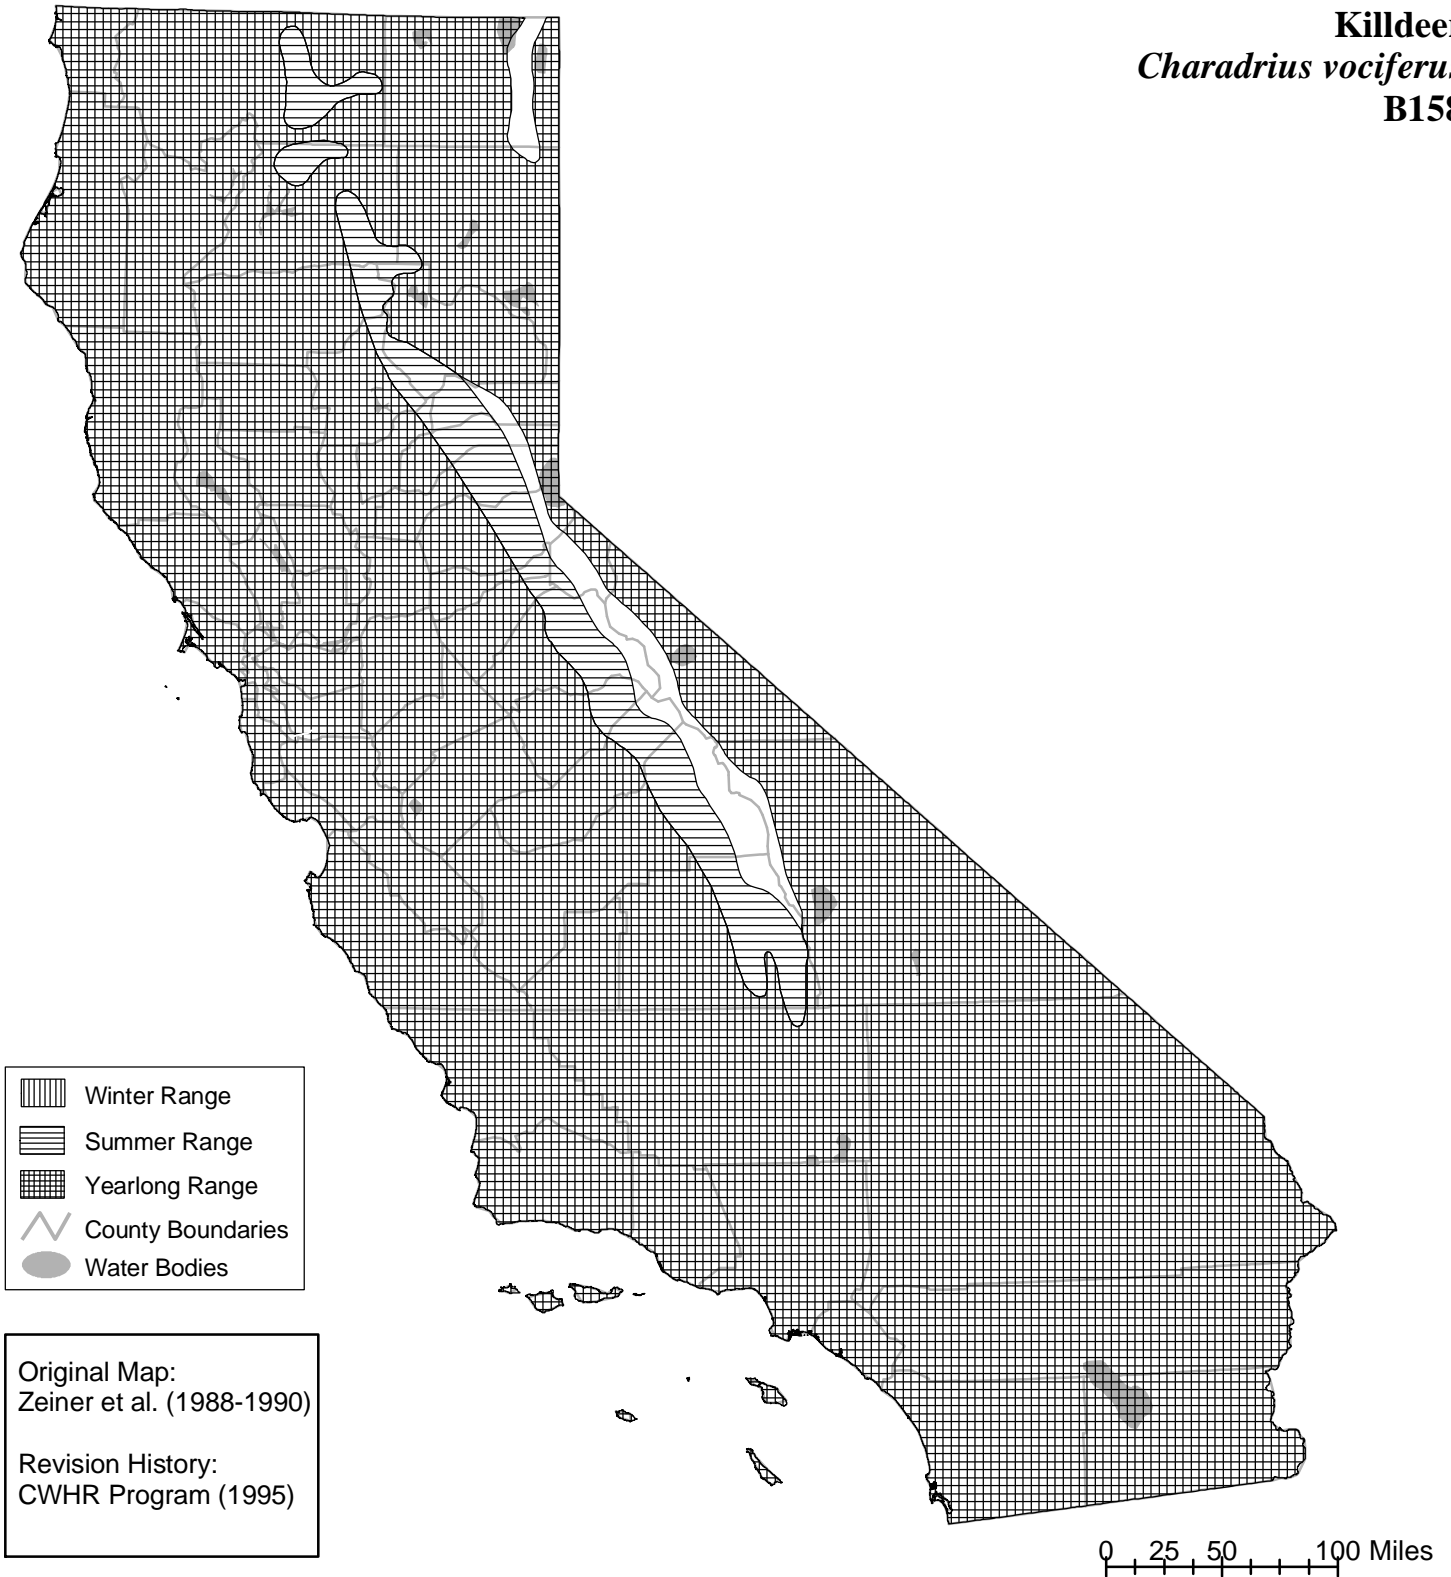 Killdeer
Charadrius vociferus
B158
Winter Range
Summer Range
Yearlong Range
County Boundaries
Water Bodies
Original Map:
Zeiner et al. (1988-1990)
Revision History:
CWHR Program (1995)
0 25 50 100 Miles